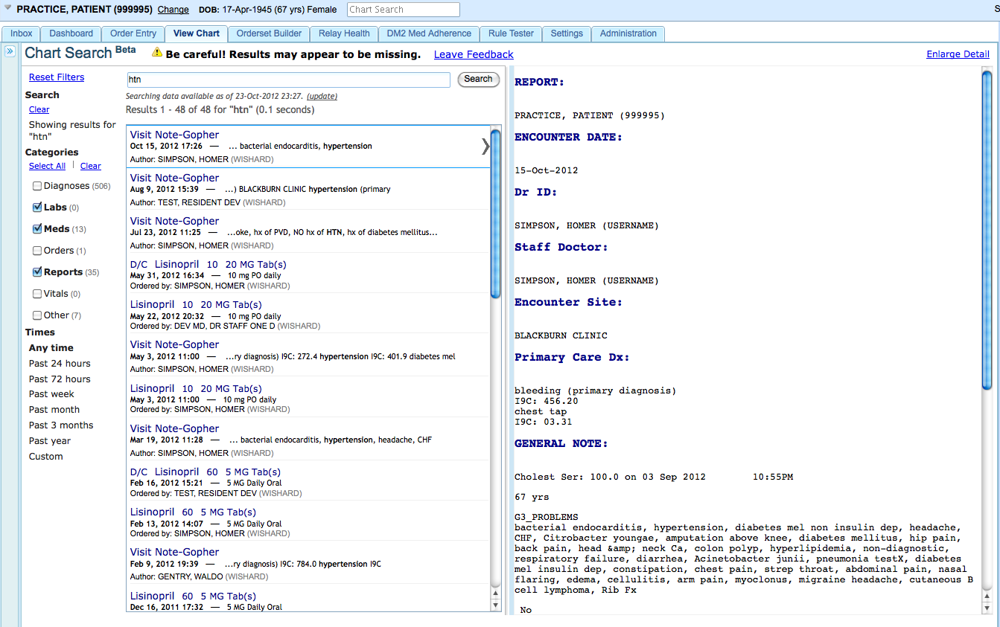 PRACTICE, PATIENT (999995) Change DOB: 17-Apr-1945 (67 yrs) Female Chart Search S
Inbox Dashboard Order Entry View Chart Orderset Builder Relay Health DM2 Med Adherence Rule Tester Settings Administration
Chart Search Beta Be careful! Results may appear to be missing. Leave Feedback Enlarge Detail
Reset Filters
Search
Clear
Showing results for
"htn"
Categories
Select All | Clear
Diagnoses (506)
Labs (0)
Meds (13)
Orders (1)
Reports (35)
Vitals (0)
Other (7)
Times
Any time
Past 24 hours
Past 72 hours
Past week
Past month
Past 3 months
Past year
Custom
htn Search
Searching data available as of 23-Oct-2012 23:27. (update)
Results 1 - 48 of 48 for "htn" (0.1 seconds)
Visit Note-Gopher
Oct 15, 2012 17:26 — ... bacterial endocarditis, hypertension
Author: SIMPSON, HOMER (WISHARD)
Visit Note-Gopher
Aug 9, 2012 15:39 — ...) BLACKBURN CLINIC hypertension (primary
Author: TEST, RESIDENT DEV (WISHARD)
Visit Note-Gopher
Jul 23, 2012 11:25 — ...oke, hx of PVD, NO hx of HTN, hx of diabetes mellitus...
Author: SIMPSON, HOMER (WISHARD)
D/C Lisinopril 10 20 MG Tab(s)
May 31, 2012 16:34 — 10 mg PO daily
Ordered by: SIMPSON, HOMER (WISHARD)
Lisinopril 10 20 MG Tab(s)
May 22, 2012 20:32 — 10 mg PO daily
Ordered by: DEV MD, DR STAFF ONE D (WISHARD)
Visit Note-Gopher
May 3, 2012 11:00 — ...ry diagnosis) I9C: 272.4 hypertension I9C: 401.9 diabetes mel
Author: SIMPSON, HOMER (WISHARD)
Lisinopril 10 20 MG Tab(s)
May 3, 2012 11:00 — 10 mg PO daily
Ordered by: SIMPSON, HOMER (WISHARD)
Visit Note-Gopher
Mar 19, 2012 11:28 — ... bacterial endocarditis, hypertension, headache, CHF
Author: SIMPSON, HOMER (WISHARD)
D/C Lisinopril 60 5 MG Tab(s)
Feb 16, 2012 15:21 — 5 MG Daily Oral
Ordered by: TEST, RESIDENT DEV (WISHARD)
Lisinopril 60 5 MG Tab(s)
Feb 13, 2012 14:07 — 5 MG Daily Oral
Ordered by: SIMPSON, HOMER (WISHARD)
Visit Note-Gopher
Feb 9, 2012 19:39 — ...ry diagnosis) I9C: 784.0 hypertension I9C
Author: GENTRY, WALDO (WISHARD)
Lisinopril 60 5 MG Tab(s)
Dec 16, 2011 17:32 — 5 MG Daily Oral
REPORT:
PRACTICE, PATIENT (999995)
ENCOUNTER DATE:
15-Oct-2012
Dr ID:
SIMPSON, HOMER (USERNAME)
Staff Doctor:
SIMPSON, HOMER (USERNAME)
Encounter Site:
BLACKBURN CLINIC
Primary Care Dx:
bleeding (primary diagnosis)
I9C: 456.20
chest tap
I9C: 03.31
GENERAL NOTE:
Cholest Ser: 100.0 on 03 Sep 2012 10:55PM
67 yrs
G3_PROBLEMS
bacterial endocarditis, hypertension, diabetes mel non insulin dep, headache,
CHF, Citrobacter youngae, amputation above knee, diabetes mellitus, hip pain,
back pain, head &amp; neck Ca, colon polyp, hyperlipidemia, non-diagnostic,
respiratory failure, diarrhea, Acinetobacter junii, pneumonia testX, diabetes
mel insulin dep, constipation, chest pain, strep throat, abdominal pain, nasal
flaring, edema, cellulitis, arm pain, myoclonus, migraine headache, cutaneous B
cell lymphoma, Rib Fx
No